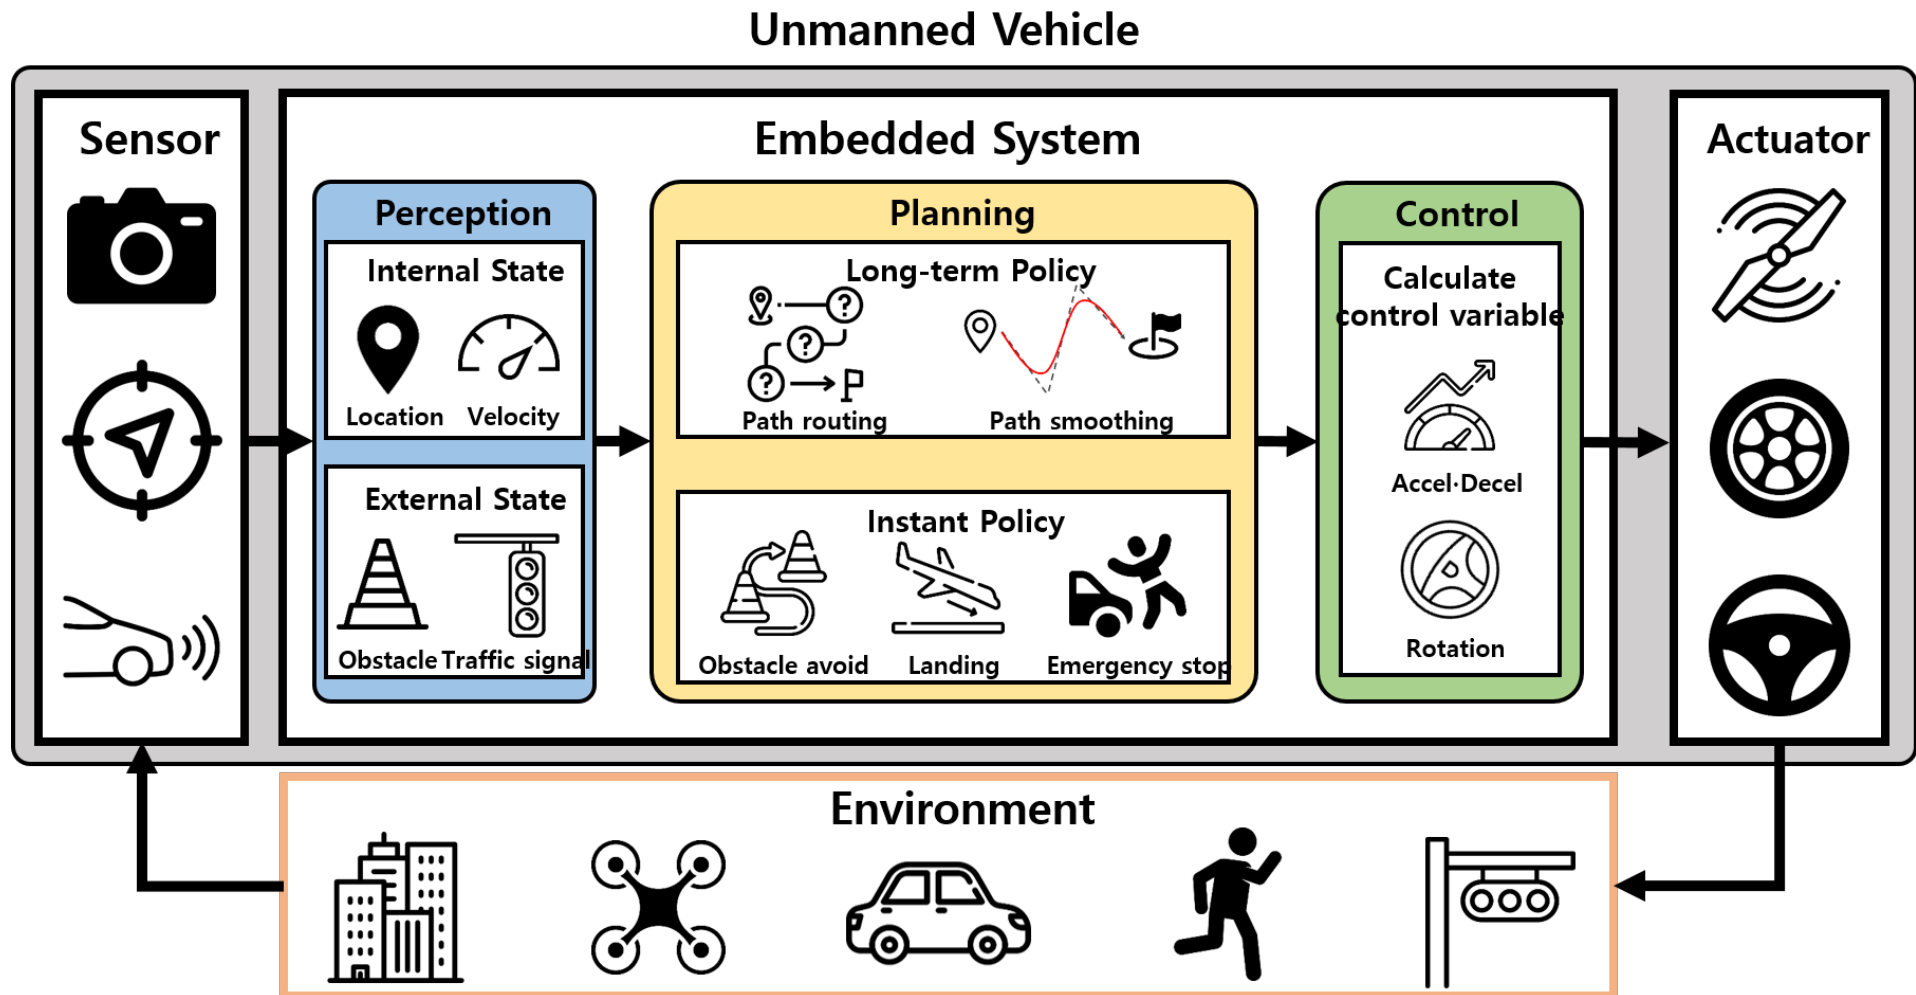 Unmanned Vehicle
Sensor
Embedded System
Actuator
Perception
Internal State
Location
Velocity
External State
Obstacle
Traffic signal
Planning
Long-term Policy
?
?
?
Path routing
Path smoothing
Instant Policy
Obstacle avoid
Landing
Emergency stop
Control
Calculate
control variable
Accel·Decel
Rotation
Environment